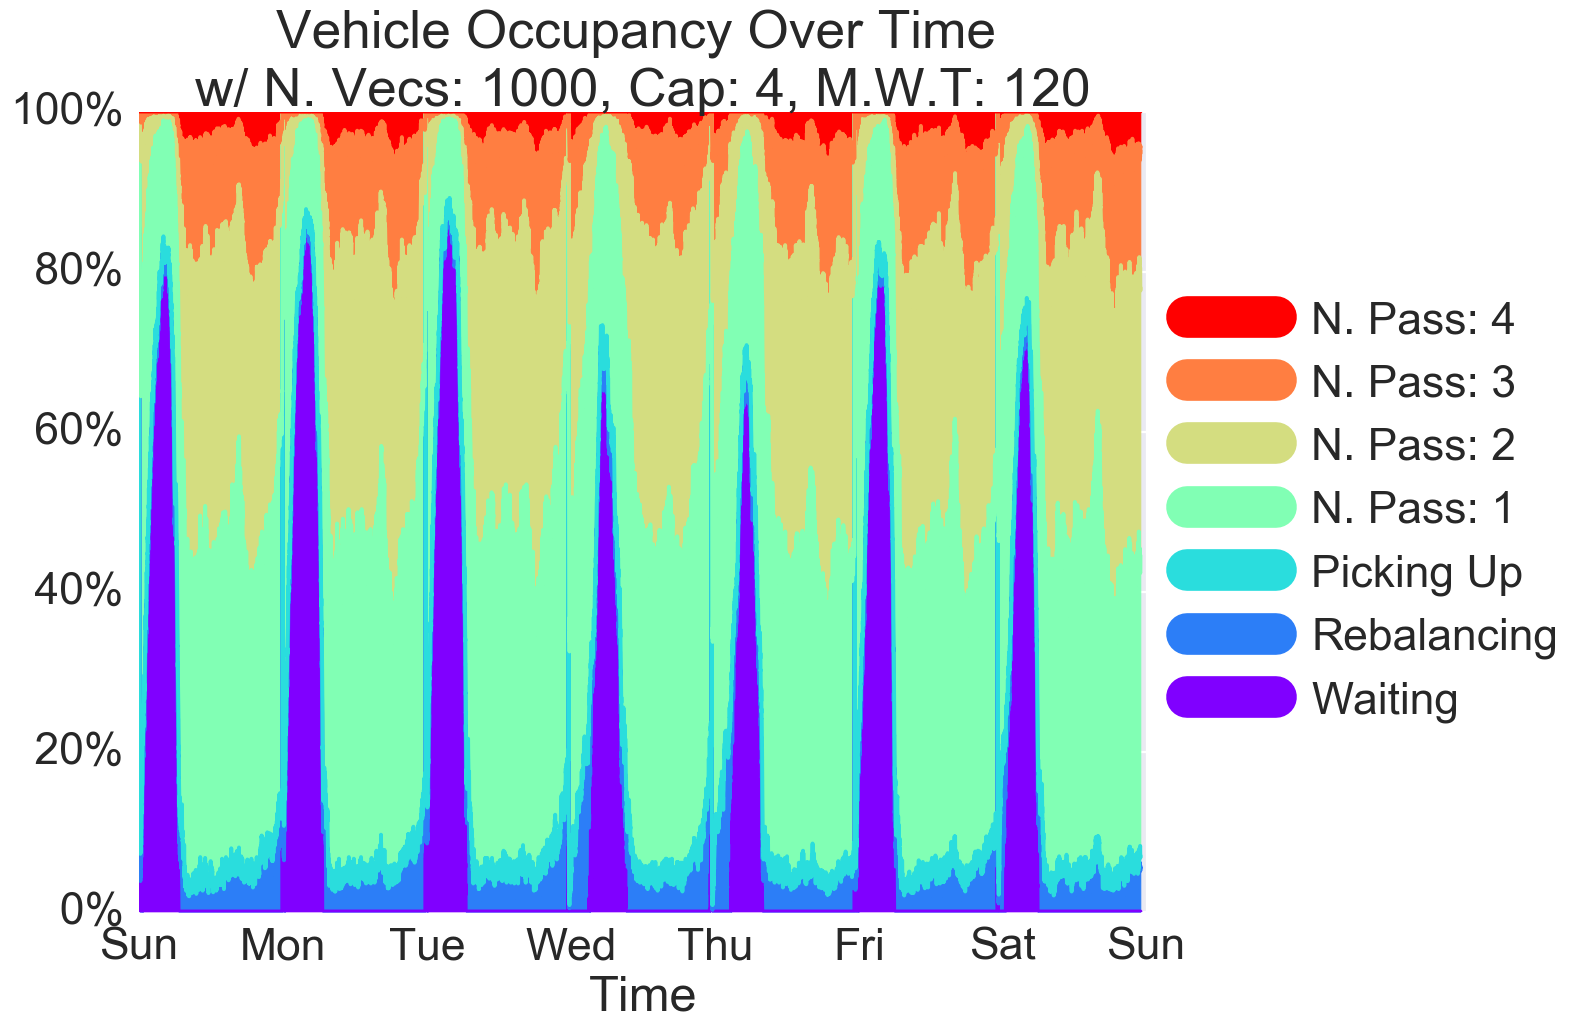 Vehicle Occupancy Over Time
w/ N. Vecs: 1000, Cap: 4, M.W.T: 120
100%
80%
60%
40%
20%
0%
Sun Mon Tue Wed Thu Fri Sat Sun
Time
N. Pass: 4
N. Pass: 3
N. Pass: 2
N. Pass: 1
Picking Up
Rebalancing
Waiting